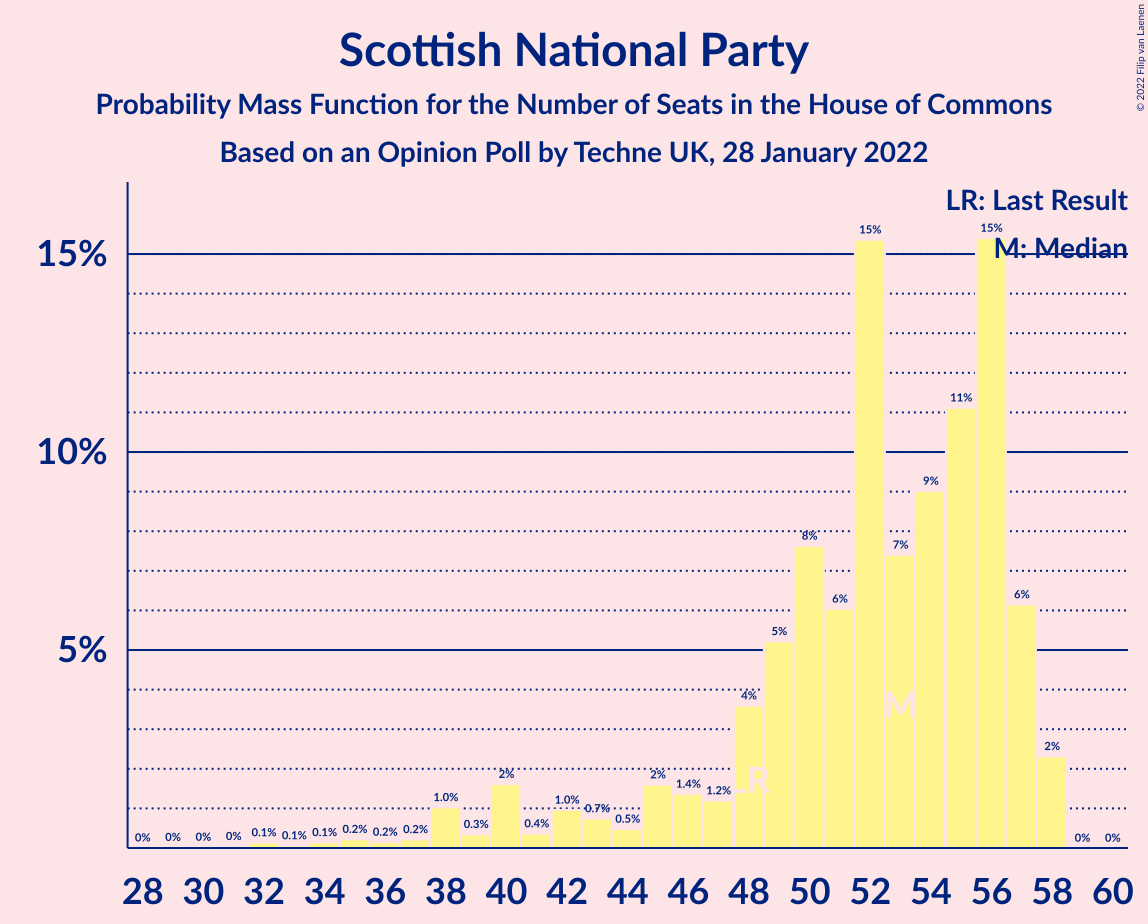 Scottish National Party
Probability Mass Function for the Number of Seats in the House of Commons
Based on an Opinion Poll by Techne UK, 28 January 2022
© 2022 Filip van Laenen
LR: Last Result
M: Median
15%
10%
5%
0% 0% 0% 0% 0.1% 0.1% 0.1% 0.2% 0.2% 0.2% 1.0% 0.3% 2% 0.4% 1.0% 0.7% 0.5% 2% 1.4% 1.2% 4% 5% 8% 6% 15% 7% 9% 11% 15% 6% 2% 0% 0%
LR
M
28 30 32 34 36 38 40 42 44 46 48 50 52 54 56 58 60